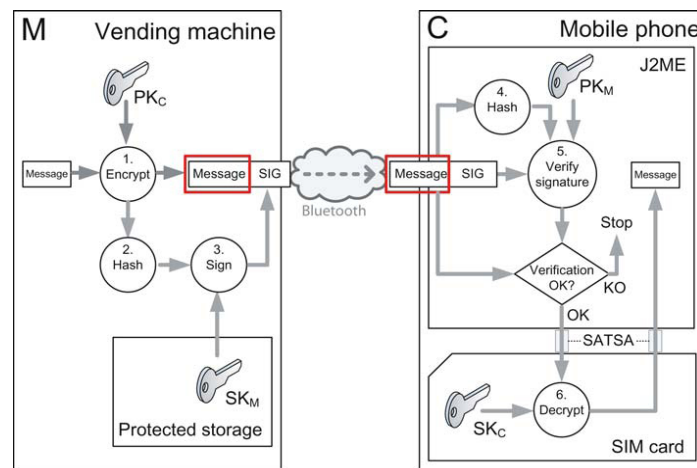 M
Vending machine
C
Mobile phone
J2ME
PKC
4.
Hash
PKM
Message
1.
Encrypt
Message
SIG
Bluetooth
Message
SIG
5.
Verify
signature
Message
2.
Hash
3.
Sign
Stop
Verification
OK?
KO
OK
SATSA
SKM
Protected storage
SKC
6.
Decrypt
SIM card